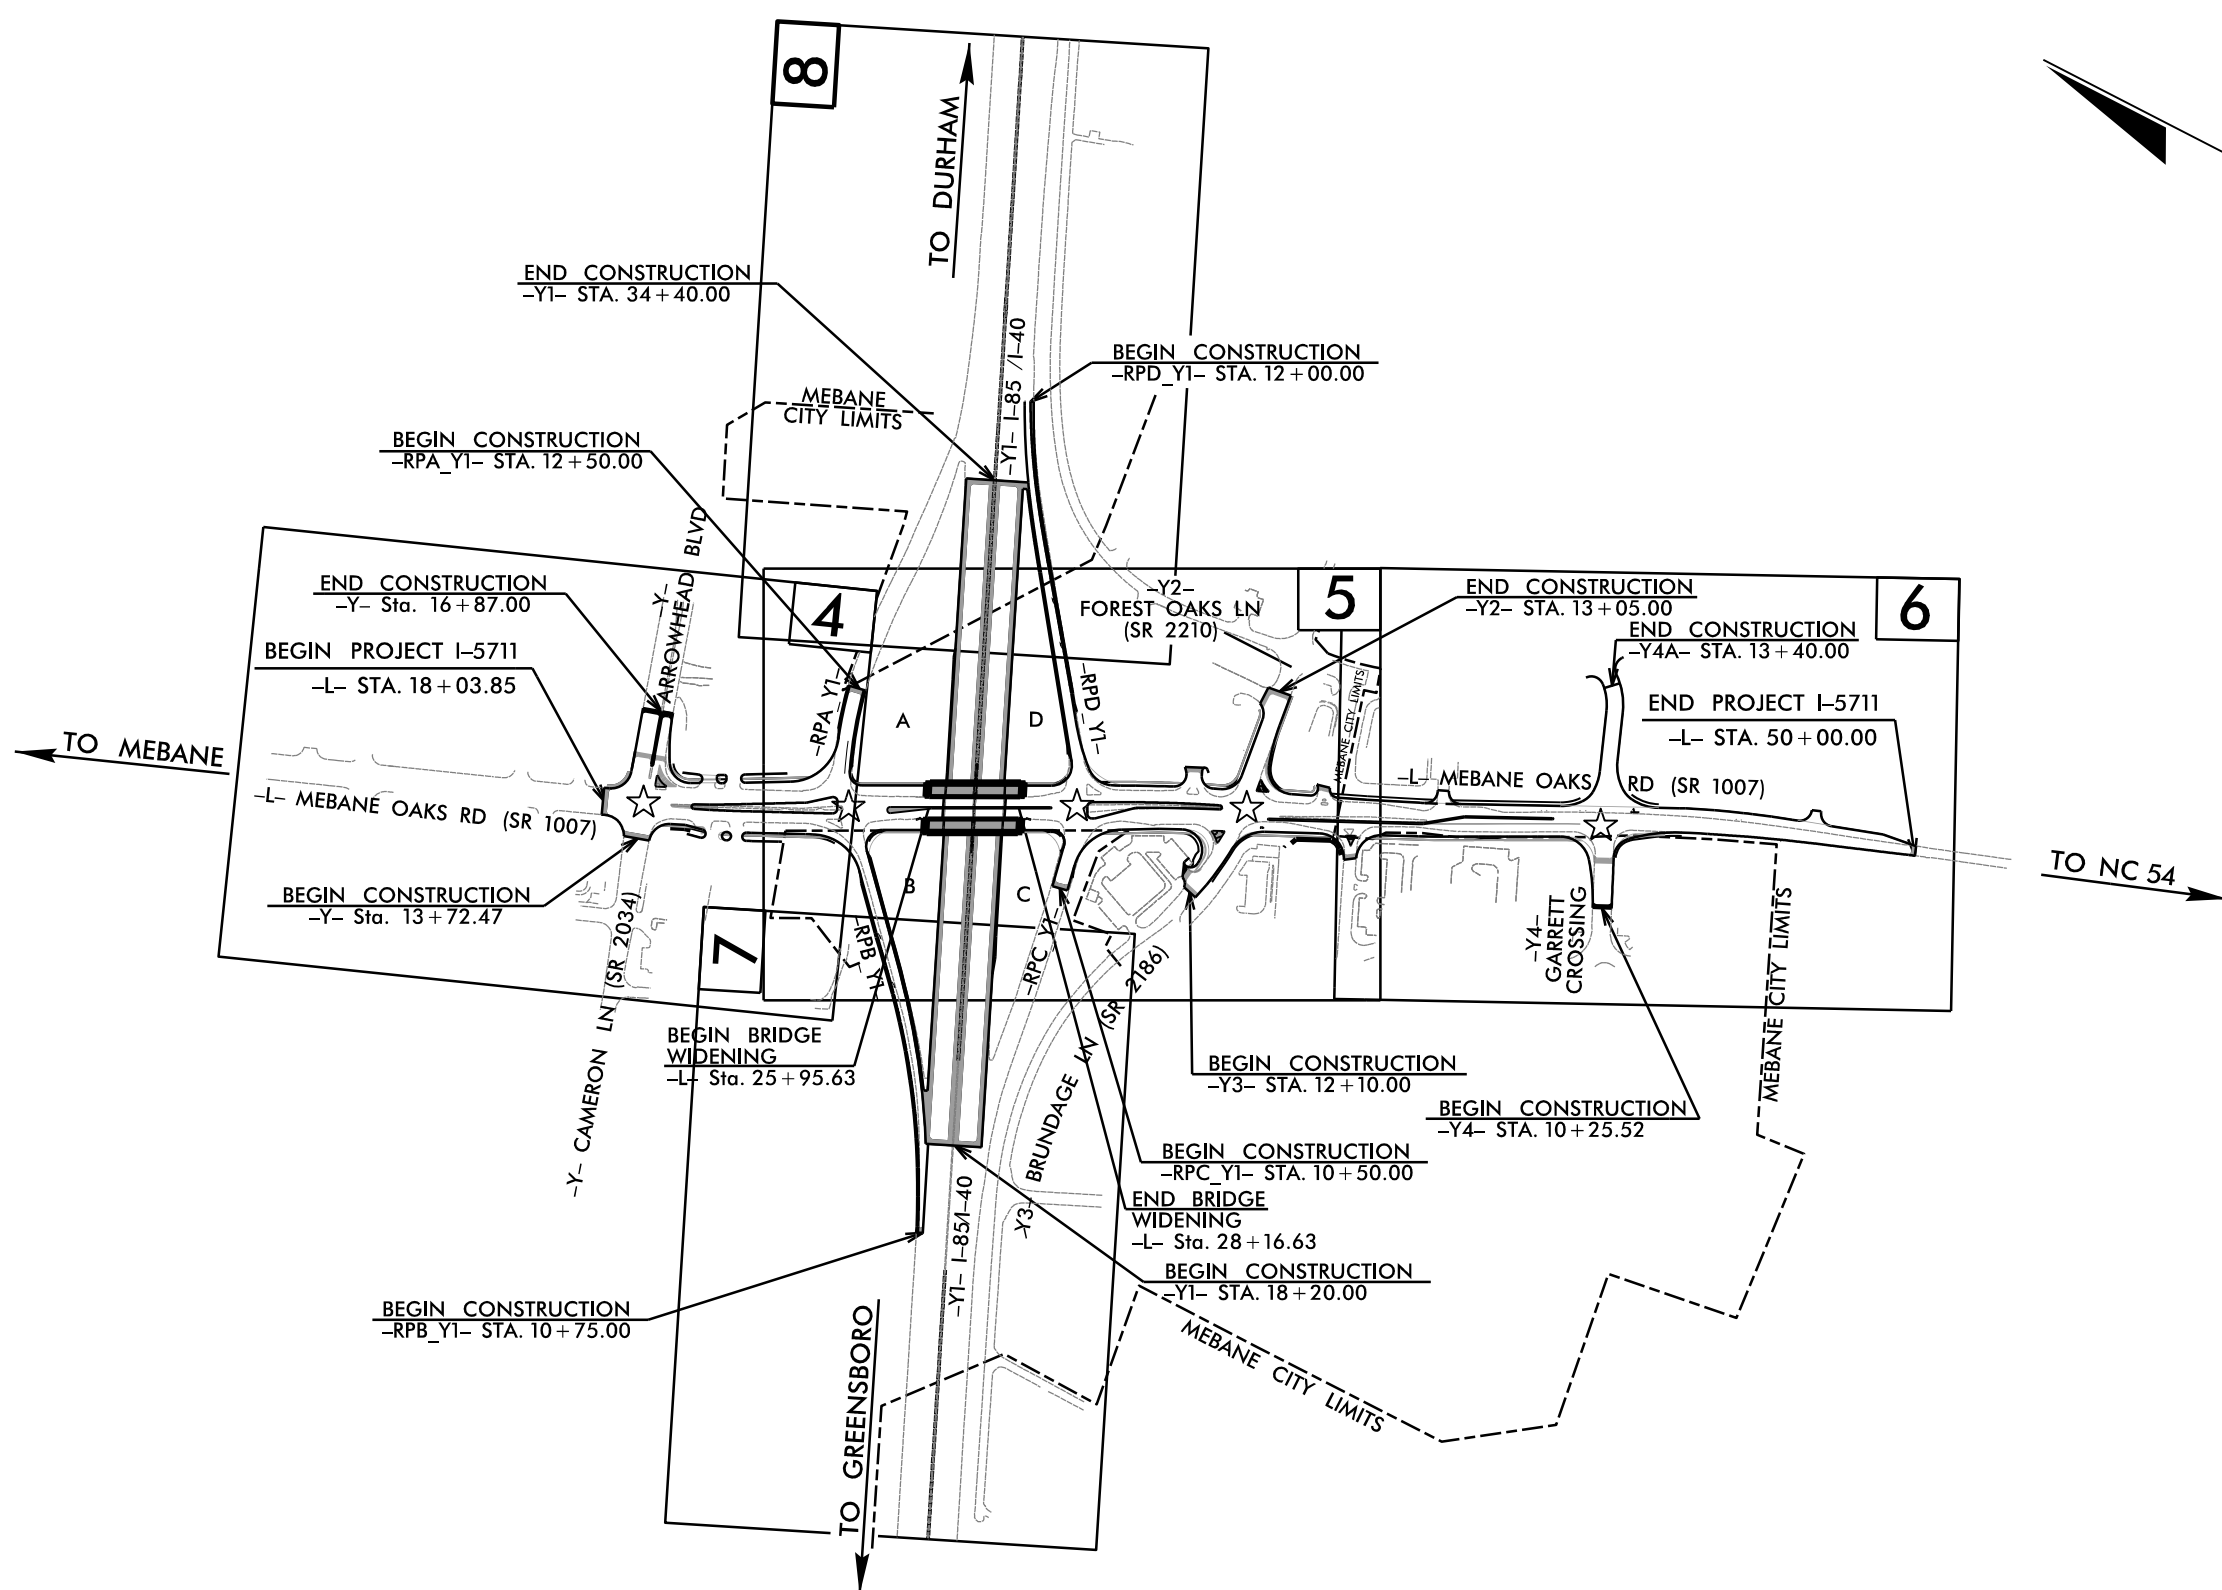 8
TO DURHAM
END CONSTRUCTION
-Y1- STA. 34+40.00
-Y1- I-85 /I-40
BEGIN CONSTRUCTION
-RPD_Y1- STA. 12+00.00
MEBANE
CITY LIMITS
BEGIN CONSTRUCTION
-RPA_Y1- STA. 12+50.00
END CONSTRUCTION
-Y- Sta. 16+87.00
-Y-
ARROWHEAD BLVD
4
-Y2-
FOREST OAKS LN
(SR 2210)
5
END CONSTRUCTION
-Y2- STA. 13+05.00
6
END CONSTRUCTION
-Y4A- STA. 13+40.00
BEGIN PROJECT I-5711
-L- STA. 18+03.85
END PROJECT I-5711
-L- STA. 50+00.00
-RPA_Y1-
A
D
-RPD_Y1-
MEBANE CITY LIMITS
TO MEBANE
-L- MEBANE OAKS RD (SR 1007)
-L- MEBANE OAKS RD (SR 1007)
TO NC 54
BEGIN CONSTRUCTION
-Y- Sta. 13+72.47
B
C
7
-RPB_Y1-
-RPC_Y1-
-Y4-
GARRETT
CROSSING
MEBANE CITY LIMITS
-Y- CAMERON LN (SR 2034)
BEGIN BRIDGE
WIDENING
-L- Sta. 25+95.63
-Y3- BRUNDAGE LN (SR 2186)
BEGIN CONSTRUCTION
-Y3- STA. 12+10.00
BEGIN CONSTRUCTION
-Y4- STA. 10+25.52
BEGIN CONSTRUCTION
-RPC_Y1- STA. 10+50.00
END BRIDGE
WIDENING
-L- Sta. 28+16.63
BEGIN CONSTRUCTION
-Y1- STA. 18+20.00
-Y1- I-85/I-40
BEGIN CONSTRUCTION
-RPB_Y1- STA. 10+75.00
MEBANE CITY LIMITS
TO GREENSBORO